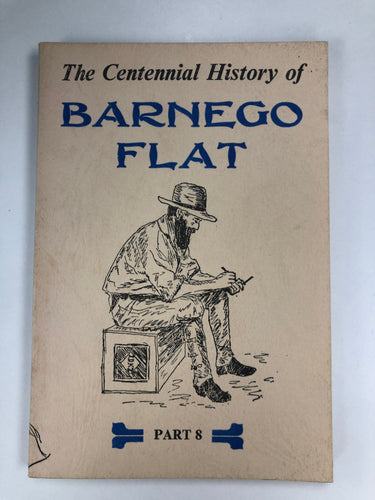 The Centennial History of
BARNEGO
FLAT
PART 8